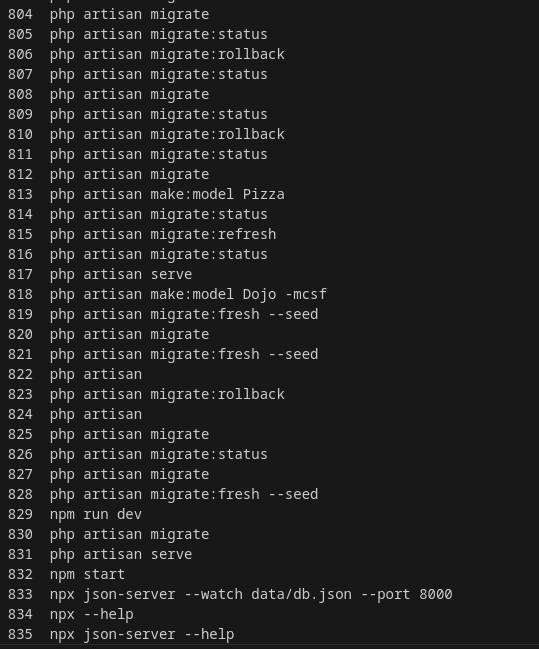 804 php artisan migrate
805 php artisan migrate:status
806 php artisan migrate:rollback
807 php artisan migrate:status
808 php artisan migrate
809 php artisan migrate:status
810 php artisan migrate:rollback
811 php artisan migrate:status
812 php artisan migrate
813 php artisan make:model Pizza
814 php artisan migrate:status
815 php artisan migrate:refresh
816 php artisan migrate:status
817 php artisan serve
818 php artisan make:model Dojo -mcsf
819 php artisan migrate:fresh --seed
820 php artisan migrate
821 php artisan migrate:fresh --seed
822 php artisan
823 php artisan migrate:rollback
824 php artisan
825 php artisan migrate
826 php artisan migrate:status
827 php artisan migrate
828 php artisan migrate:fresh --seed
829 npm run dev
830 php artisan migrate
831 php artisan serve
832 npm start
833 npx json-server --watch data/db.json --port 8000
834 npx --help
835 npx json-server --help